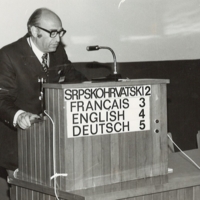 SRPSKOHRVATSKI 2
FRANCAIS 3
ENGLISH 4
DEUTSCH 5